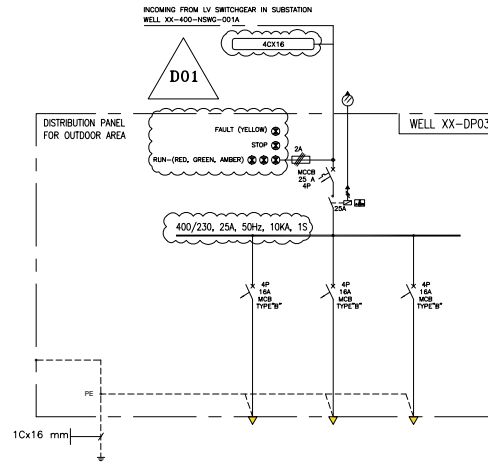 INCOMING FROM LV SWITCHGEAR IN SUBSTATION
WELL XX-400-NSWG-001A
4CX16
D01
DISTRIBUTION PANEL
FOR OUTDOOR AREA
WELL XX-DP03
FAULT (YELLOW)
STOP
RUN-(RED, GREEN, AMBER)
2A
MCCB
25 A
4P
25A
400/230, 25A, 50Hz, 10KA, 1S
4P
16A
MCB
TYPE"B"
4P
16A
MCB
TYPE"B"
4P
16A
MCB
TYPE"B"
PE
1Cx16 mm